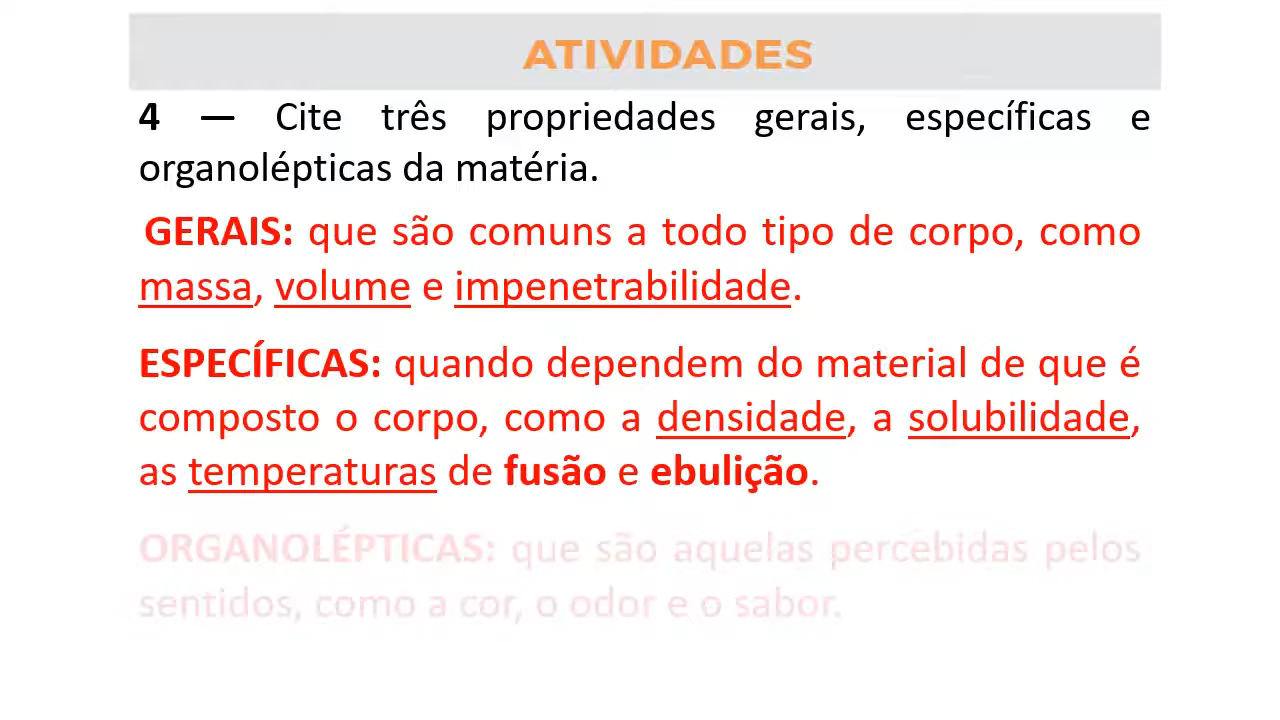 ATIVIDADES
4 — Cite três propriedades gerais, específicas e
organolépticas da matéria.
GERAIS: que são comuns a todo tipo de corpo, como
massa, volume e impenetrabilidade.
ESPECÍFICAS: quando dependem do material de que é
composto o corpo, como a densidade, a solubilidade,
as temperaturas de fusão e ebulição.
ORGANOLÉPTICAS: que são aquelas percebidas pelos
sentidos, como a cor, o odor e o sabor.